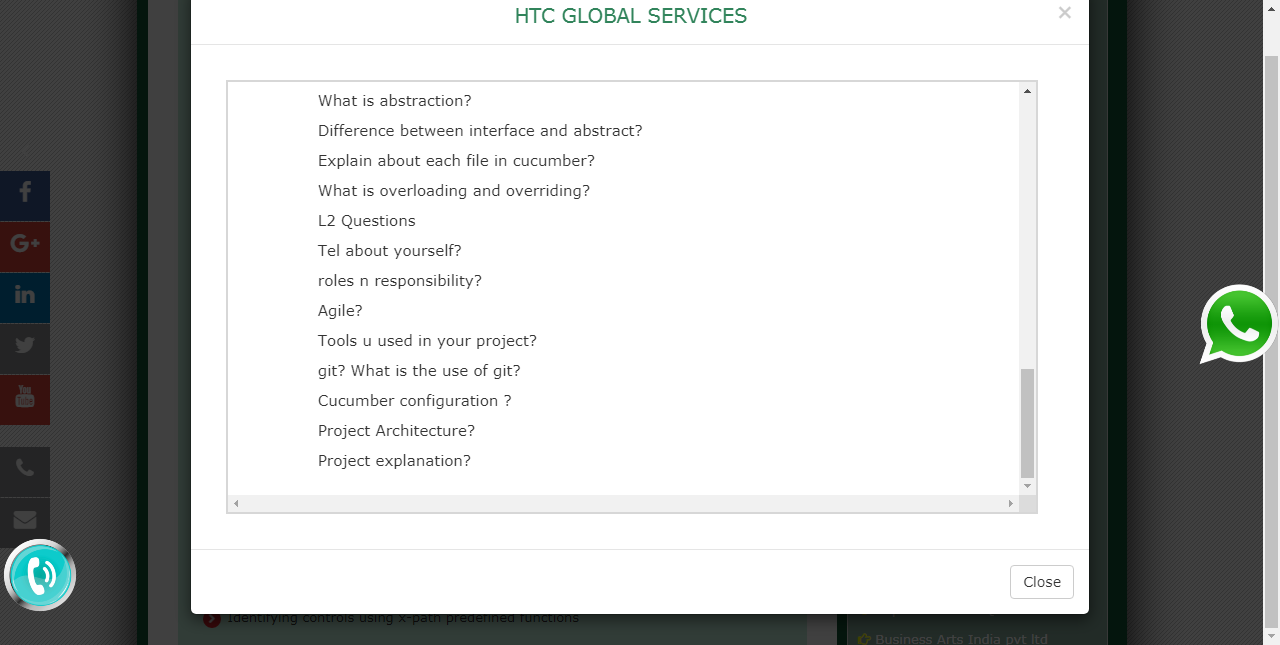 HTC GLOBAL SERVICES
×
What is abstraction?
Difference between interface and abstract?
Explain about each file in cucumber?
What is overloading and overriding?
L2 Questions
Tel about yourself?
roles n responsibility?
Agile?
Tools u used in your project?
git? What is the use of git?
Cucumber configuration ?
Project Architecture?
Project explanation?
Close
Identifying controls using x-path predefined functions
Business Arts India pvt ltd
You
Tube